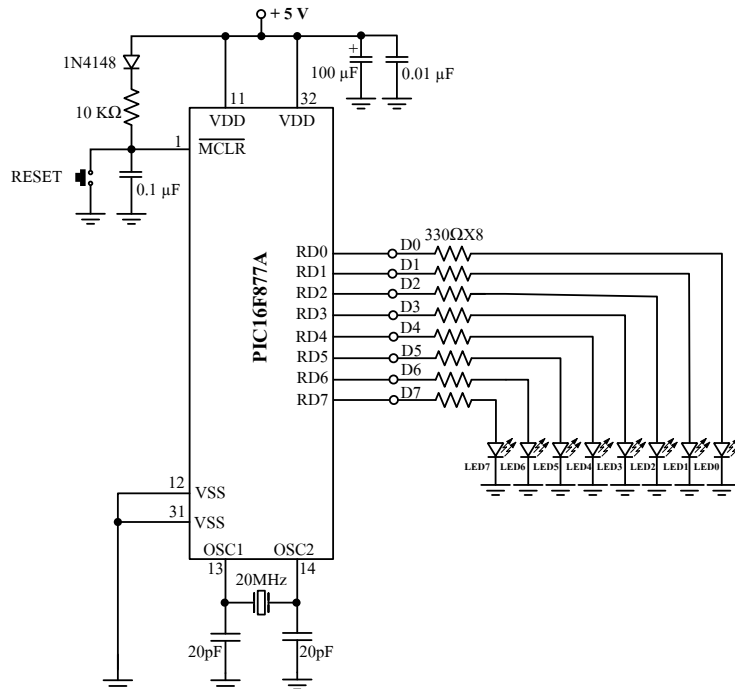 + 5 V
1N4148
100 µF
0.01 µF
10 KΩ
11
32
VDD
VDD
1
MCLR
RESET
0.1 µF
PIC16F877A
330ΩX8
RD0
D0
RD1
D1
RD2
D2
RD3
D3
RD4
D4
RD5
D5
RD6
D6
RD7
D7
LED7
LED6
LED5
LED4
LED3
LED2
LED1
LED0
12
VSS
31
VSS
OSC1
OSC2
13
14
20MHz
20pF
20pF